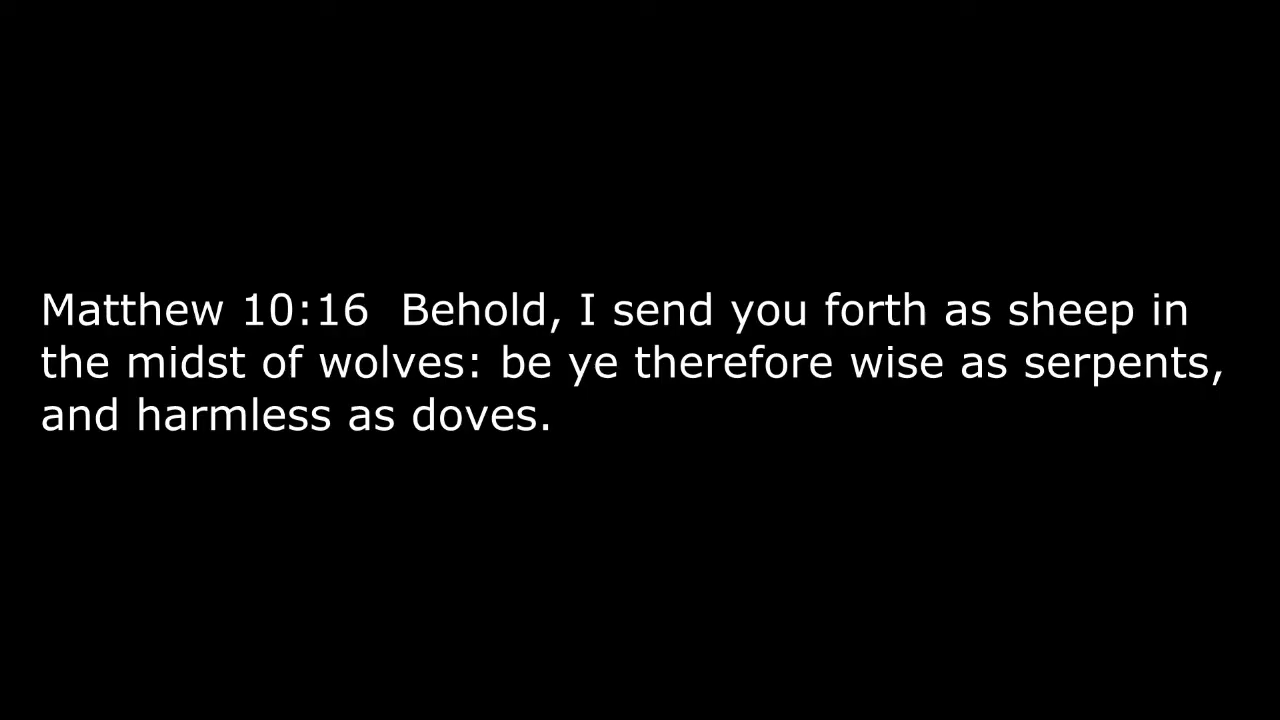 Matthew 10:16  Behold, I send you forth as sheep in
the midst of wolves: be ye therefore wise as serpents,
and harmless as doves.